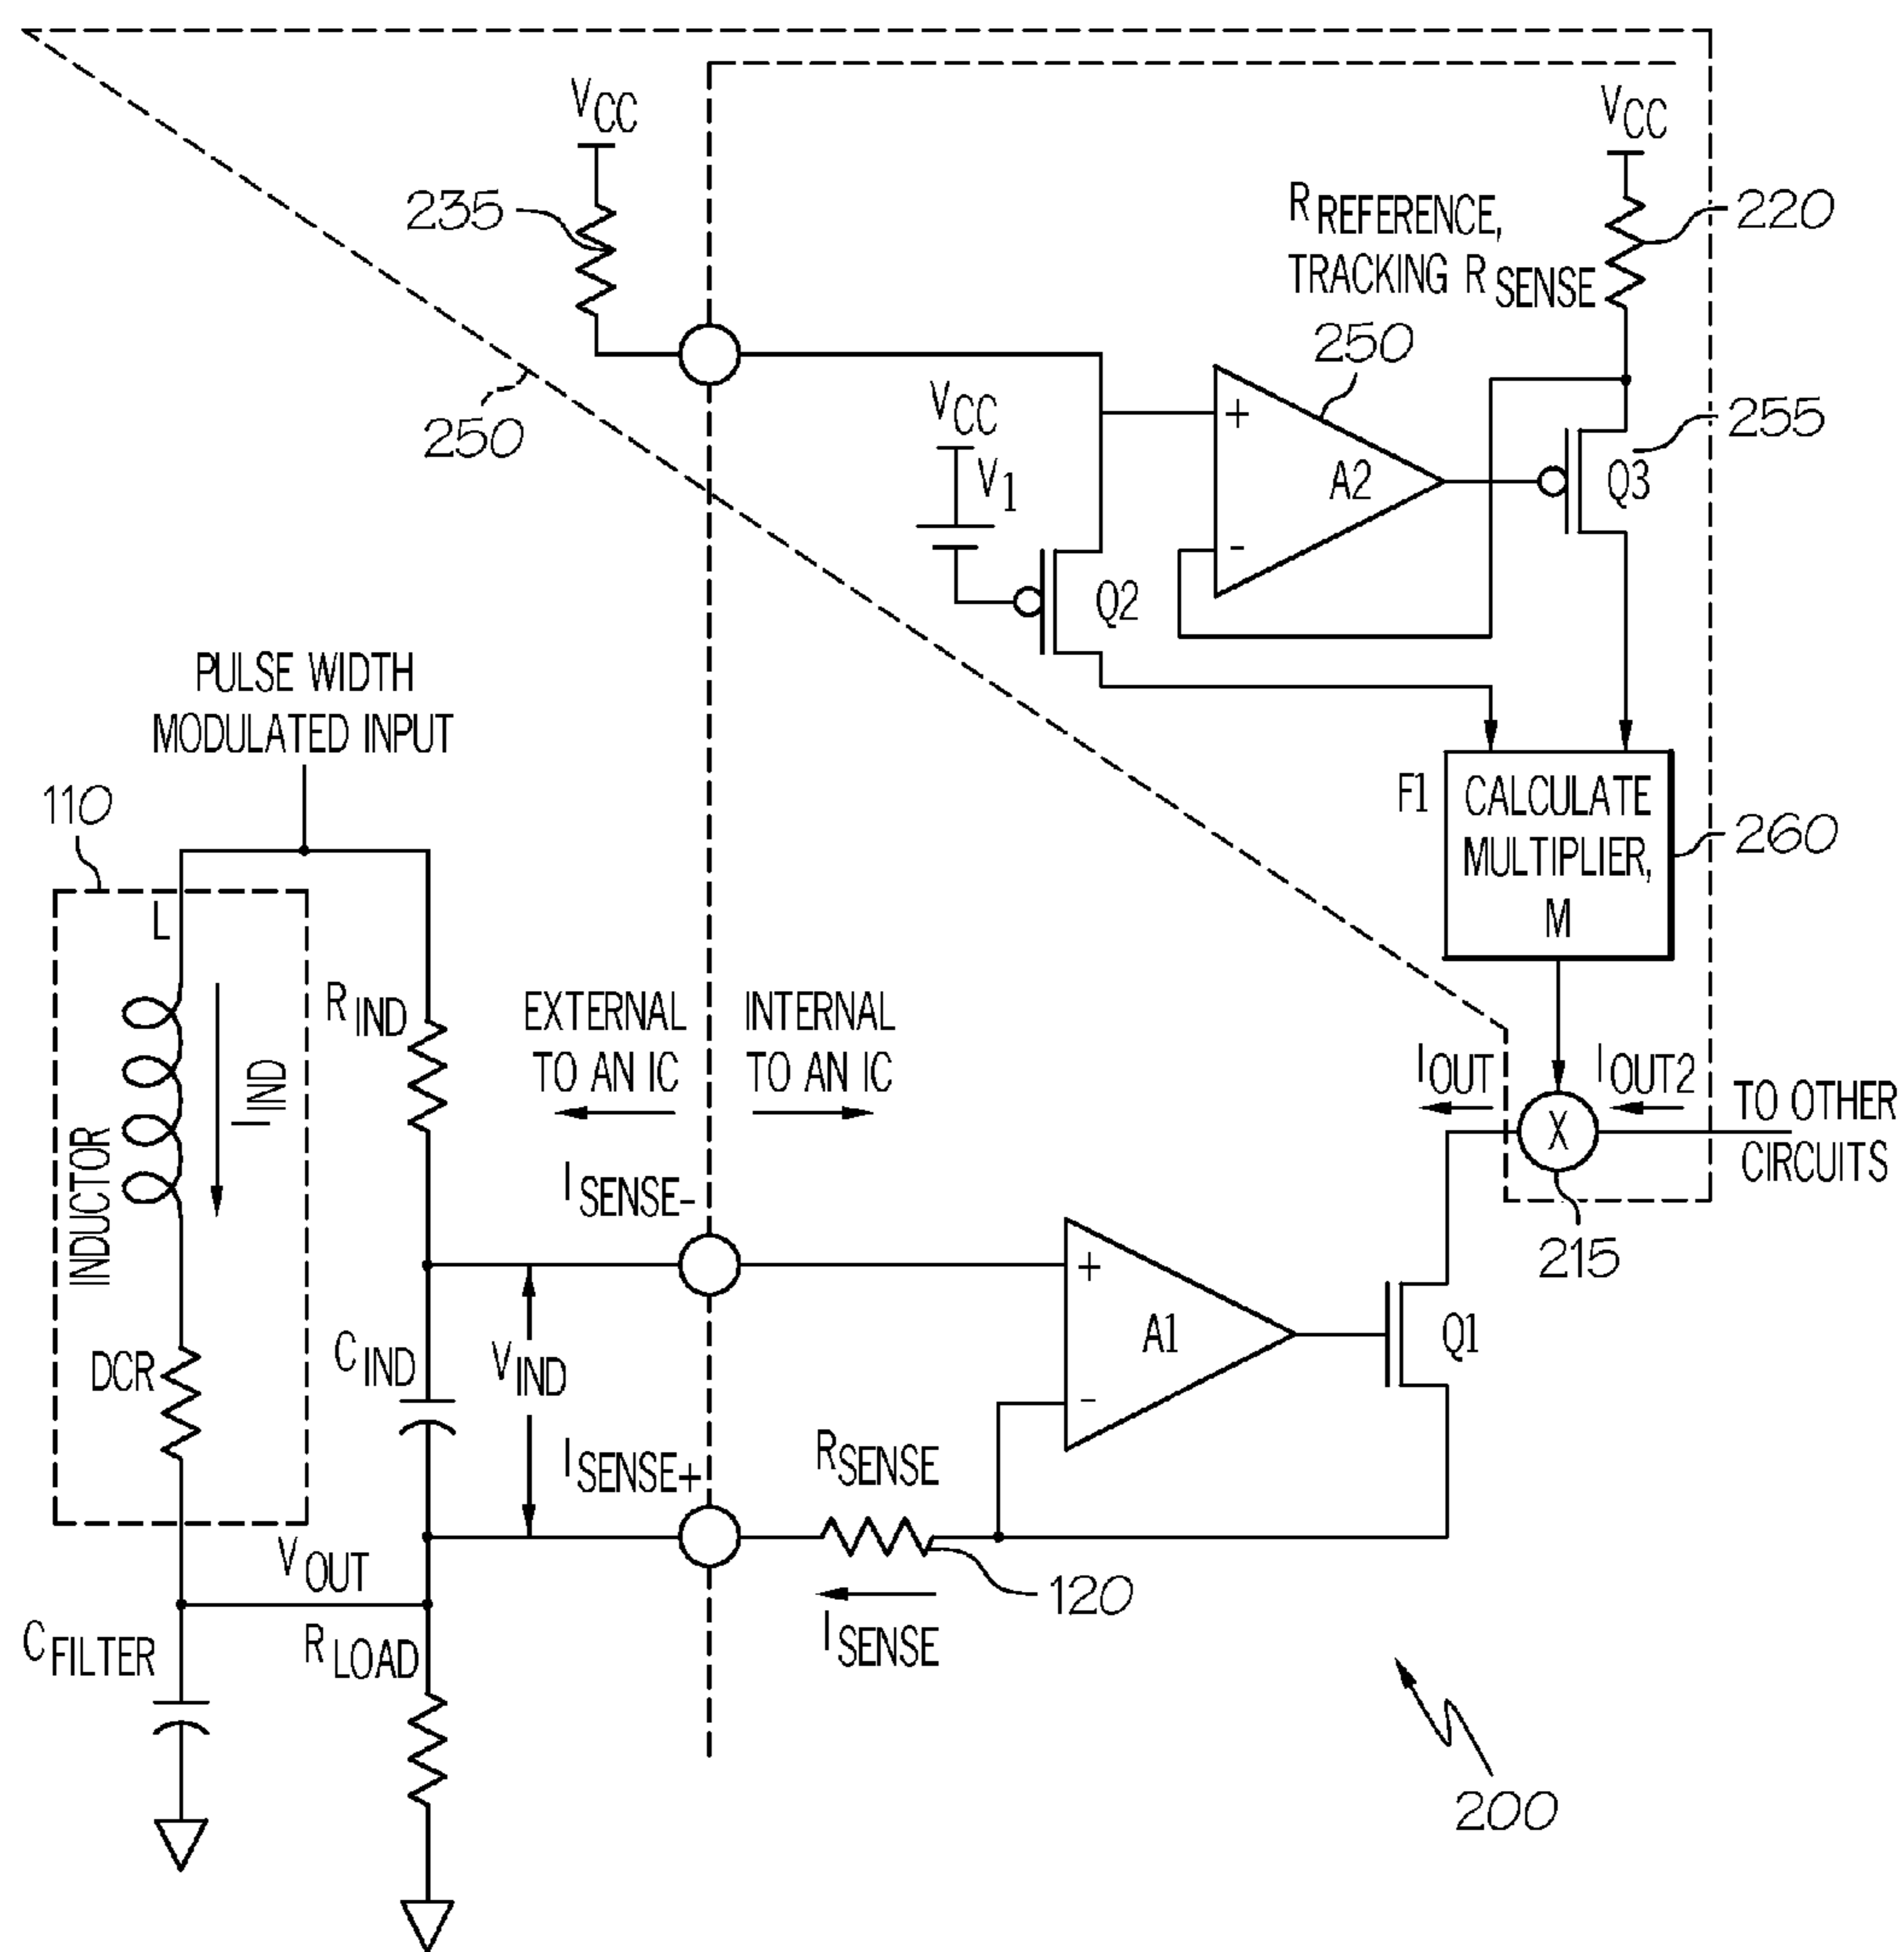 VCC
235
VCC
RREFERENCE,
TRACKING RSENSE
220
250
250
VCC
V1
+
-
A2
255
Q3
Q2
PULSE WIDTH
MODULATED INPUT
110
F1
CALCULATE
MULTIPLIER,
M
260
L
RIND
IIND
INDUCTOR
EXTERNAL
TO AN IC
INTERNAL
TO AN IC
IOUT
IOUT2
X
TO OTHER
CIRCUITS
215
ISENSE-
+
-
A1
Q1
DCR
CIND
VIND
ISENSE+
RSENSE
120
ISENSE
VOUT
CFILTER
RLOAD
200